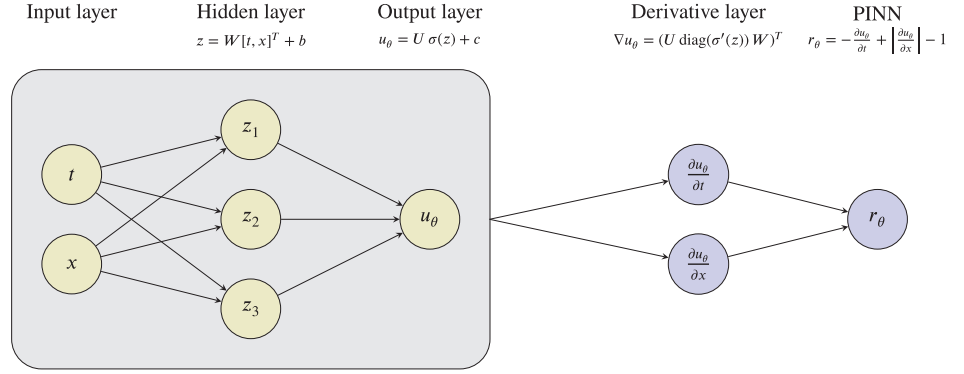 Input layer Hidden layer Output layer Derivative layer PINN
z = W[t, x]^T + b u_θ = U σ(z) + c ∇u_θ = (U diag(σ′(z)) W)^T r_θ = −∂u_θ/∂t + |∂u_θ/∂x| − 1
z_1
t ∂u_θ/∂t
z_2 u_θ r_θ
x ∂u_θ/∂x
z_3